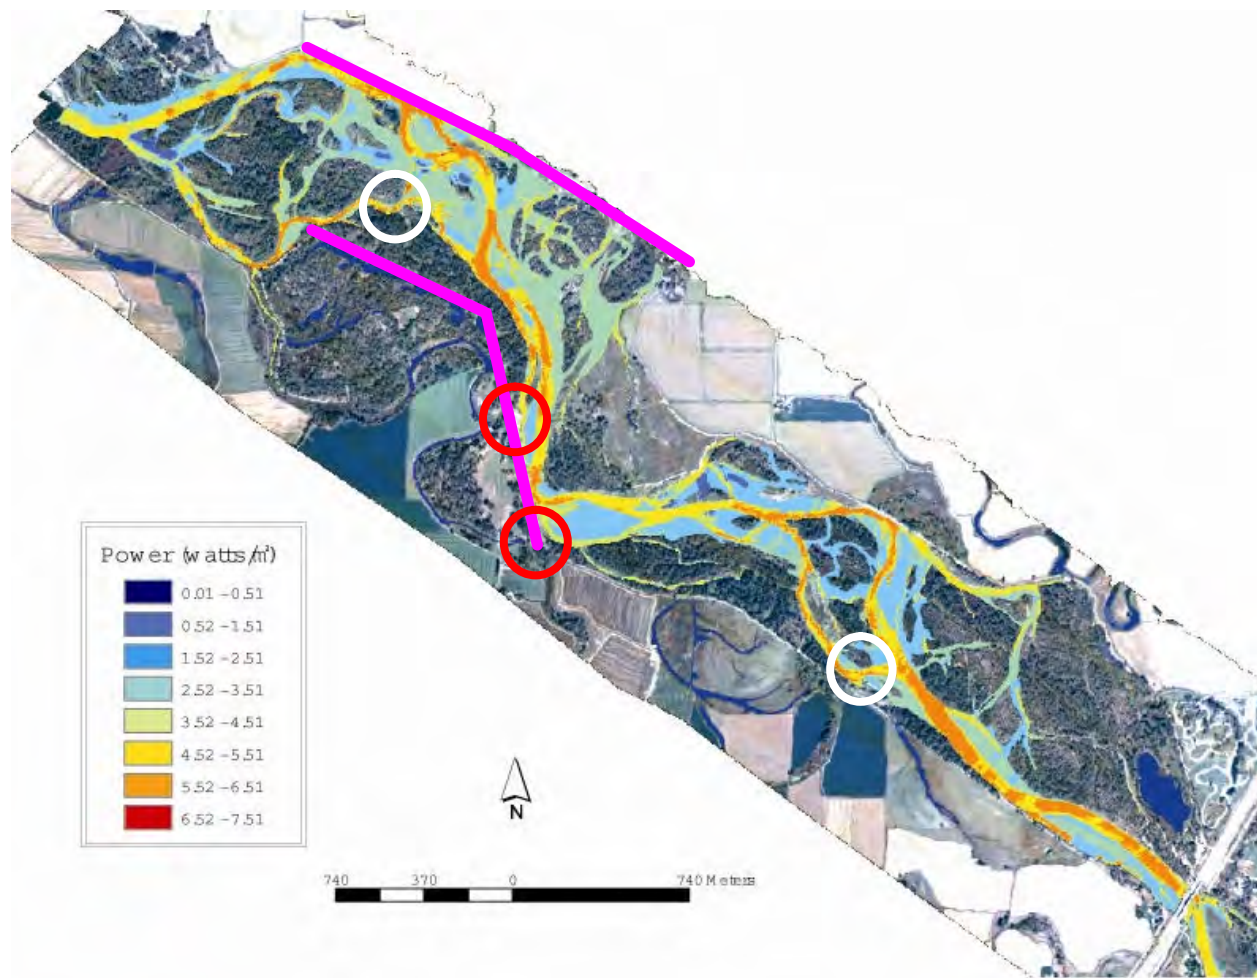 Power (watts/m²)
0.01 - 0.51
0.52 - 1.51
1.52 - 2.51
2.52 - 3.51
3.52 - 4.51
4.52 - 5.51
5.52 - 6.51
6.52 - 7.51
N
740 370 0 740 Meters